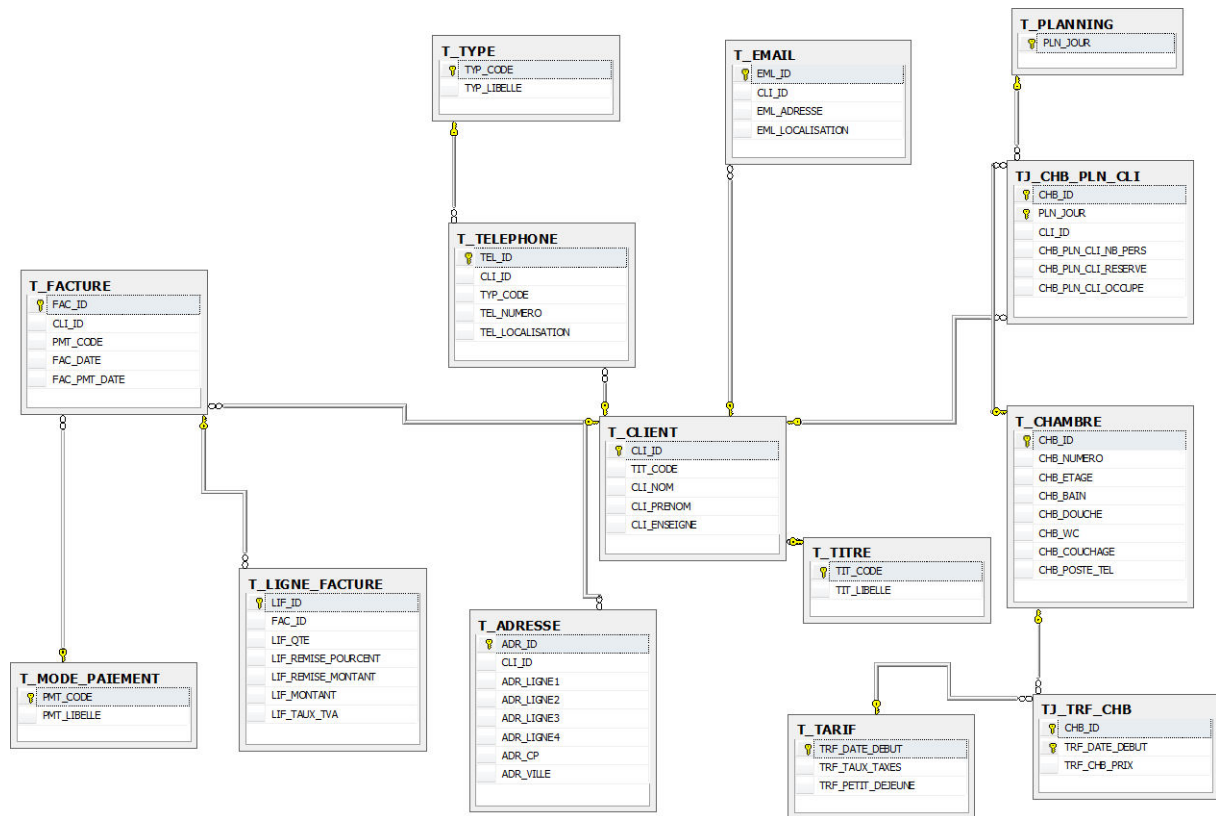 T_TYPE
TYP_CODE
TYP_LIBELLE
T_EMAIL
EML_ID
CLI_ID
EML_ADRESSE
EML_LOCALISATION
T_PLANNING
PLN_JOUR
TJ_CHB_PLN_CLI
CHB_ID
PLN_JOUR
CLI_ID
CHB_PLN_CLI_NB_PERS
CHB_PLN_CLI_RESERVE
CHB_PLN_CLI_OCCUPE
T_TELEPHONE
TEL_ID
CLI_ID
TYP_CODE
TEL_NUMERO
TEL_LOCALISATION
T_FACTURE
FAC_ID
CLI_ID
PMT_CODE
FAC_DATE
FAC_PMT_DATE
T_CLIENT
CLI_ID
TIT_CODE
CLI_NOM
CLI_PRENOM
CLI_ENSEIGNE
T_CHAMBRE
CHB_ID
CHB_NUMERO
CHB_ETAGE
CHB_BAIN
CHB_DOUCHE
CHB_WC
CHB_COUCHAGE
CHB_POSTE_TEL
T_TITRE
TIT_CODE
TIT_LIBELLE
T_LIGNE_FACTURE
LIF_ID
FAC_ID
LIF_QTE
LIF_REMISE_POURCENT
LIF_REMISE_MONTANT
LIF_MONTANT
LIF_TAUX_TVA
T_ADRESSE
ADR_ID
CLI_ID
ADR_LIGNE1
ADR_LIGNE2
ADR_LIGNE3
ADR_LIGNE4
ADR_CP
ADR_VILLE
T_MODE_PAIEMENT
PMT_CODE
PMT_LIBELLE
T_TARIF
TRF_DATE_DEBUT
TRF_TAUX_TAXES
TRF_PETIT_DEJEUNE
TJ_TRF_CHB
CHB_ID
TRF_DATE_DEBUT
TRF_CHB_PRIX